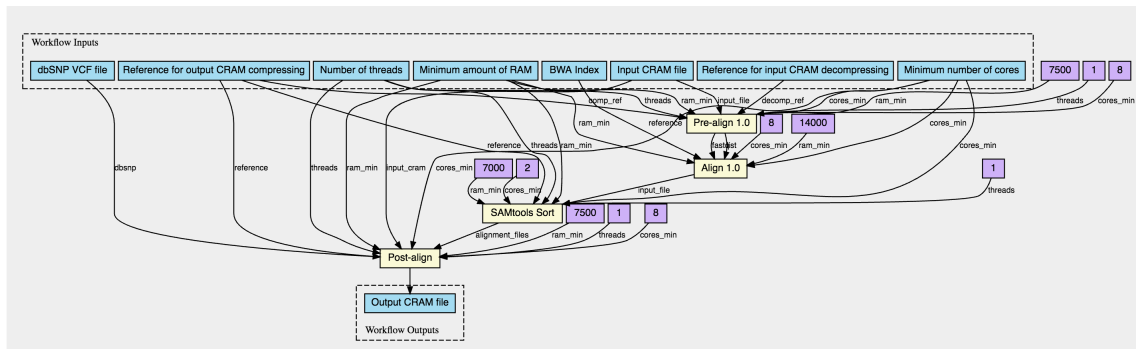 Workflow Inputs
dbSNP VCF file Reference for output CRAM compressing Number of threads Minimum amount of RAM BWA Index Input CRAM file Reference for input CRAM decompressing Minimum number of cores 7500 1 8
comp_ref threads ram_min input_file decomp_ref cores_min ram_min threads cores_min
Pre-align 1.0 8 14000
ram_min reference cores_min
reference threads ram_min fastdist cores_min ram_min cores_min
dbsnp reference threads ram_min input_cram cores_min 7000 2 Align 1.0 1
ram_min cores_min input_file threads
SAMtools Sort 7500 1 8
alignment_files ram_min threads cores_min
Post-align
Output CRAM file
Workflow Outputs